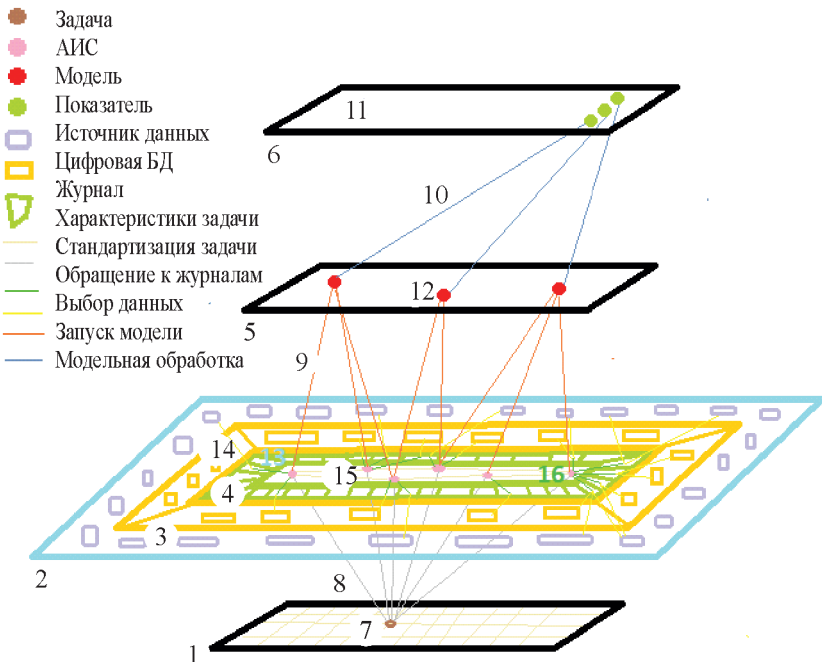 Задача
АИС
Модель
Показатель
Источник данных
Цифровая БД
Журнал
Характеристики задачи
Стандартизация задачи
Обращение к журналам
Выбор данных
Запуск модели
Модельная обработка
11
6
10
12
5
9
14
13
15
16
4
3
2
8
7
1